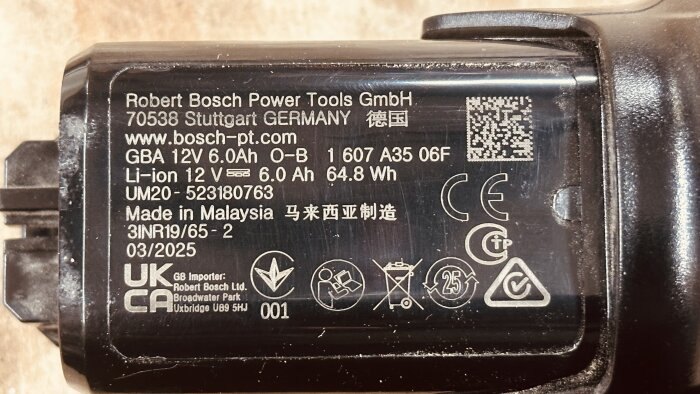 Robert Bosch Power Tools GmbH
70538 Stuttgart GERMANY 德国
www.bosch-pt.com
GBA 12V 6.0Ah O-B 1 607 A35 06F
Li-ion 12 V 6.0 Ah 64.8 Wh
UM20 - 523180763
Made in Malaysia 马来西亚制造
3INR19/65 - 2
03/2025
CE
CTP
UK
CA
GB Importer:
Robert Bosch Ltd.
Broadwater Park
Uxbridge UB9 5HJ
001
25